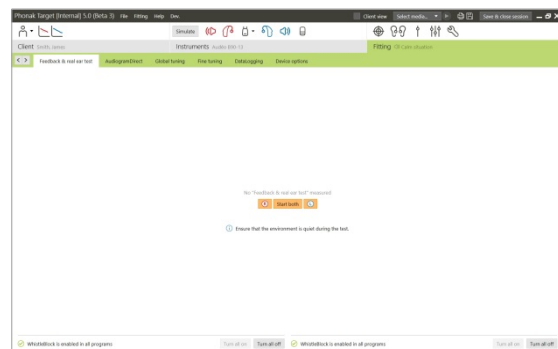 Phonak Target [Internal] 5.0 (Beta 3) File Fitting Help Dev. Client view Select media... Save & close session
Simulate
Client Smith, James Instruments Audéo B90-13 Fitting
Feedback & real ear test AudiogramDirect Global tuning Fine tuning DataLogging Device options
No "Feedback & real ear test" measured
R Start both L
Ensure that the environment is quiet during the test.
WhistleBlock is enabled in all programs Turn all on Turn all off WhistleBlock is enabled in all programs Turn all on Turn all off